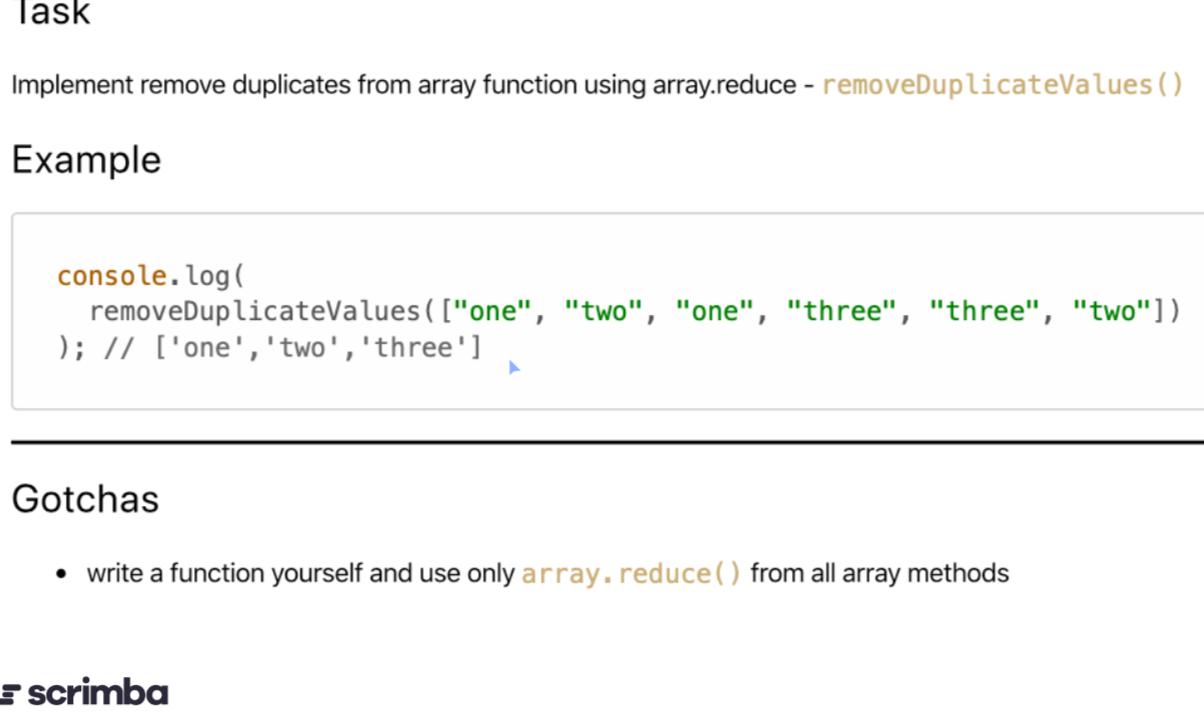 Task
Implement remove duplicates from array function using array.reduce - removeDuplicateValues()
Example
console.log(
removeDuplicateValues(["one", "two", "one", "three", "three", "two"])
); // ['one','two','three']
Gotchas
write a function yourself and use only array.reduce() from all array methods
scrimba